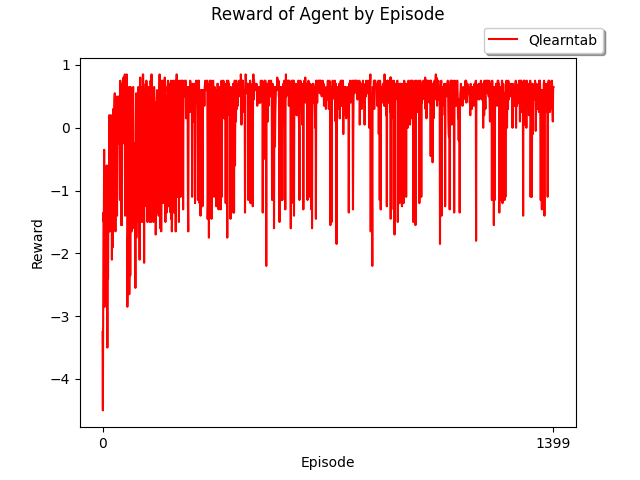 Reward of Agent by Episode
Qlearntab
1
0
−1
−2
−3
−4
Reward
0
1399
Episode